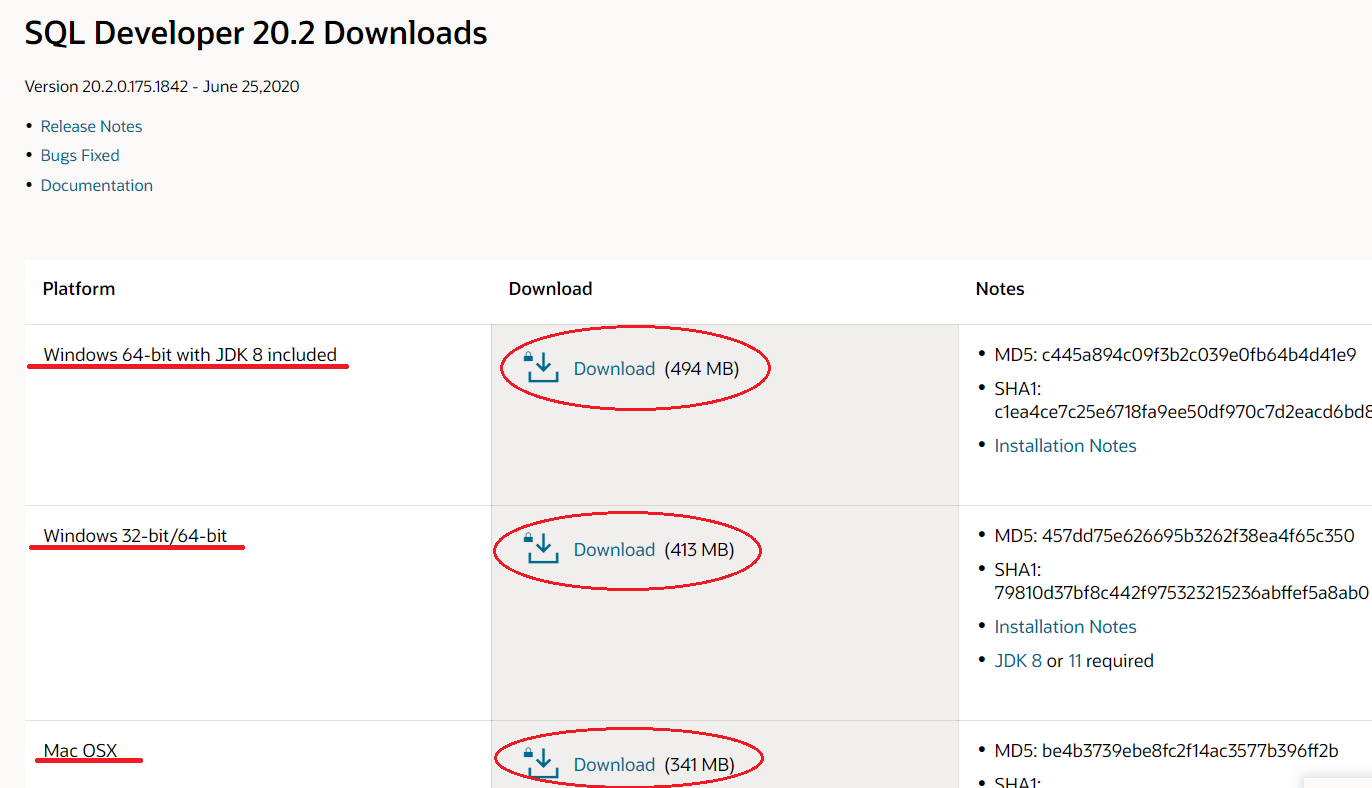 SQL Developer 20.2 Downloads
Version 20.2.0.175.1842 - June 25,2020
• Release Notes
• Bugs Fixed
• Documentation
Platform Download Notes
Windows 64-bit with JDK 8 included
Download (494 MB)
• MD5: c445a894c09f3b2c039e0fb64b4d41e9
• SHA1:
c1ea4ce7c25e6718fa9ee50df970c7d2eacd6bd8
• Installation Notes
Windows 32-bit/64-bit
Download (413 MB)
• MD5: 457dd75e626695b3262f38ea4f65c350
• SHA1:
79810d37bf8c442f975323215236abffef5a8ab0
• Installation Notes
• JDK 8 or 11 required
Mac OSX
Download (341 MB)
• MD5: be4b3739ebe8fc2f14ac3577b396ff2b
• SHA1: